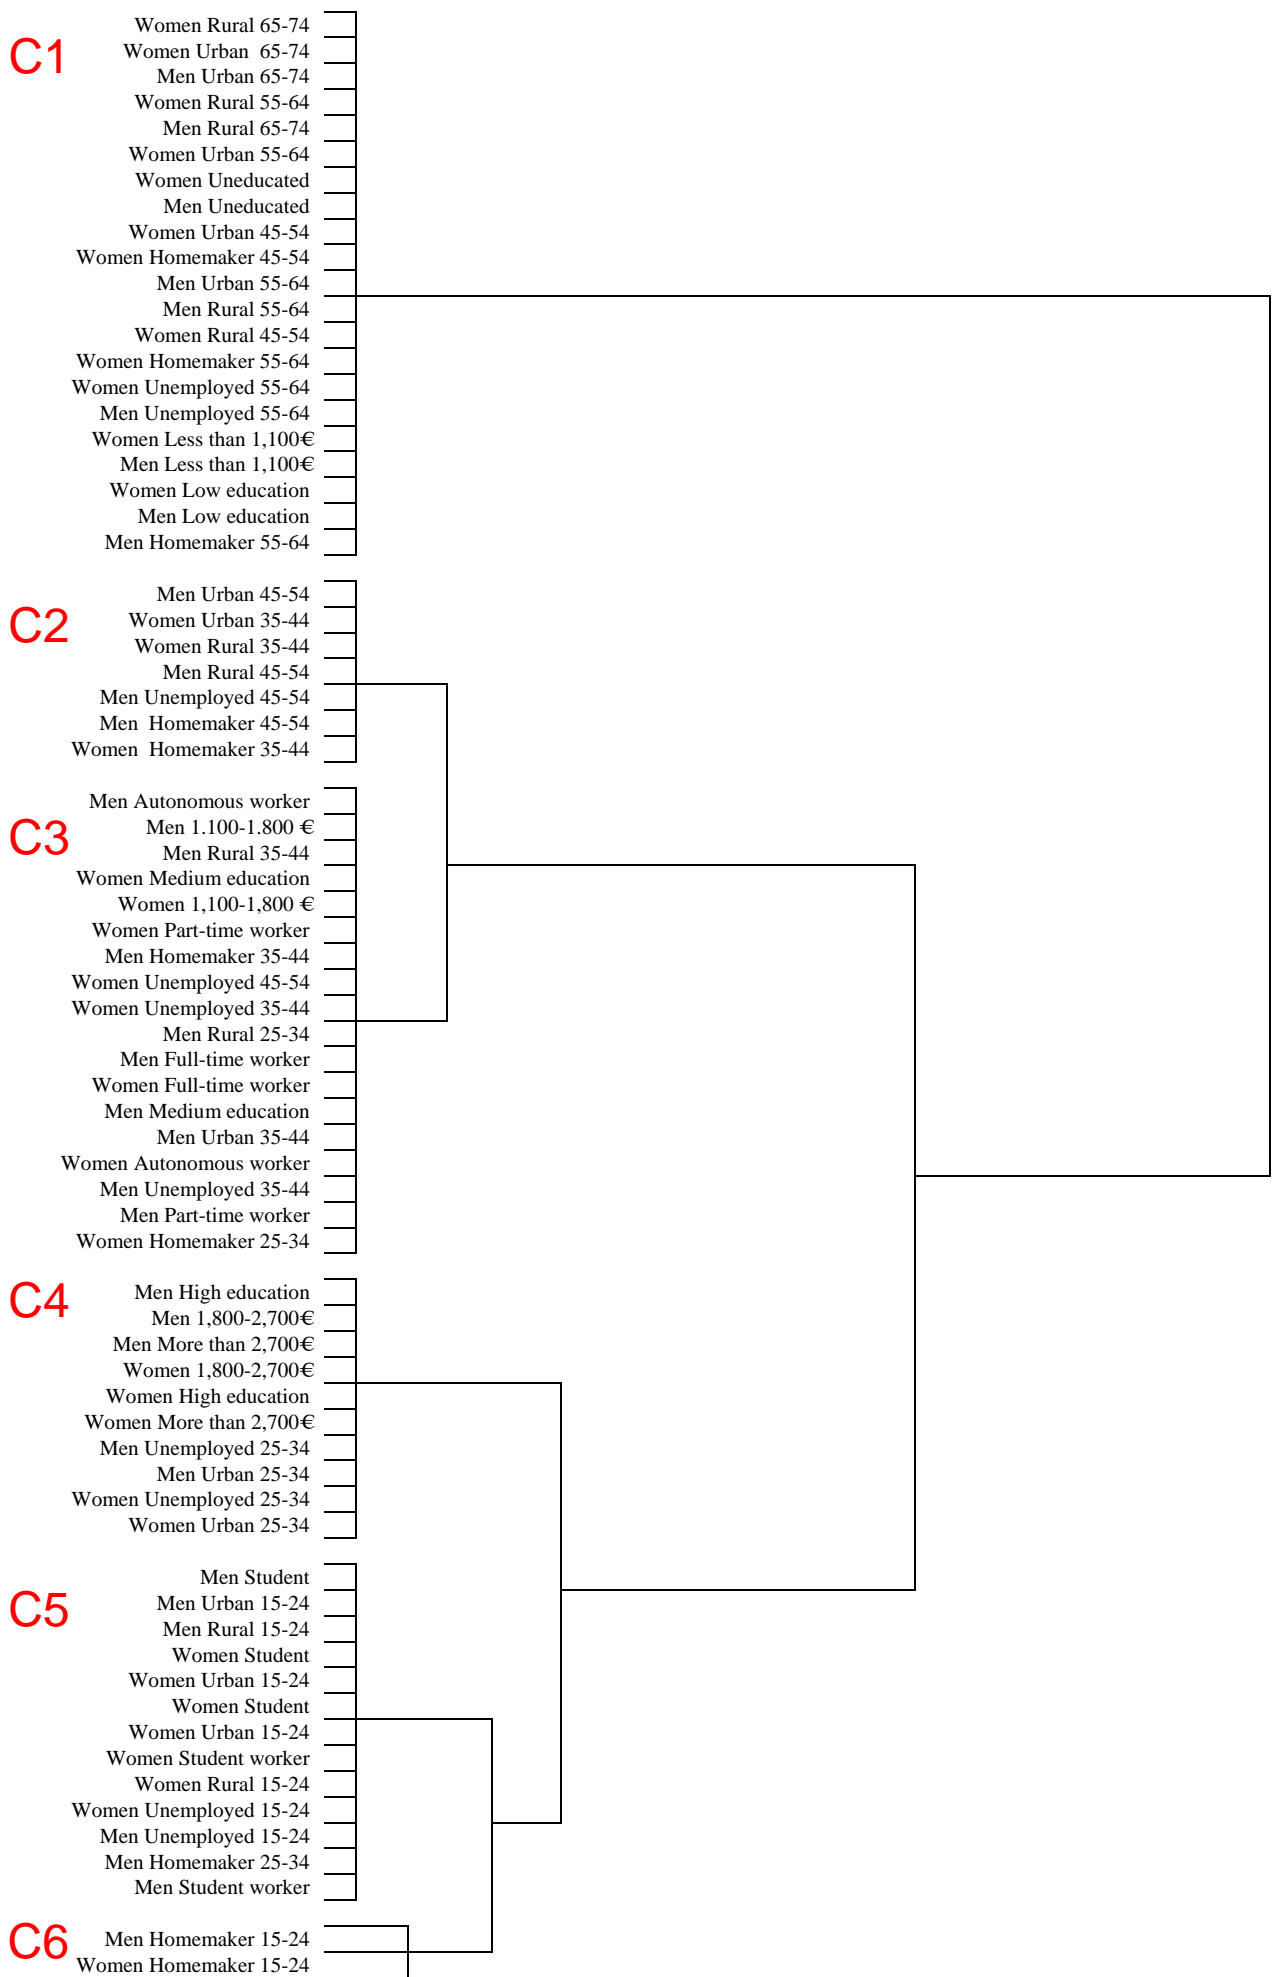 C1
Women Rural 65-74
Women Urban  65-74
Men Urban 65-74
Women Rural 55-64
Men Rural 65-74
Women Urban 55-64
Women Uneducated
Men Uneducated
Women Urban 45-54
Women Homemaker 45-54
Men Urban 55-64
Men Rural 55-64
Women Rural 45-54
Women Homemaker 55-64
Women Unemployed 55-64
Men Unemployed 55-64
Women Less than 1,100€
Men Less than 1,100€
Women Low education
Men Low education
Men Homemaker 55-64
C2
Men Urban 45-54
Women Urban 35-44
Women Rural 35-44
Men Rural 45-54
Men Unemployed 45-54
Men  Homemaker 45-54
Women  Homemaker 35-44
C3
Men Autonomous worker
Men 1.100-1.800 €
Men Rural 35-44
Women Medium education
Women 1,100-1,800 €
Women Part-time worker
Men Homemaker 35-44
Women Unemployed 45-54
Women Unemployed 35-44
Men Rural 25-34
Men Full-time worker
Women Full-time worker
Men Medium education
Men Urban 35-44
Women Autonomous worker
Men Unemployed 35-44
Men Part-time worker
Women Homemaker 25-34
C4
Men High education
Men 1,800-2,700€
Men More than 2,700€
Women 1,800-2,700€
Women High education
Women More than 2,700€
Men Unemployed 25-34
Men Urban 25-34
Women Unemployed 25-34
Women Urban 25-34
C5
Men Student
Men Urban 15-24
Men Rural 15-24
Women Student
Women Urban 15-24
Women Student
Women Urban 15-24
Women Student worker
Women Rural 15-24
Women Unemployed 15-24
Men Unemployed 15-24
Men Homemaker 25-34
Men Student worker
C6
Men Homemaker 15-24
Women Homemaker 15-24